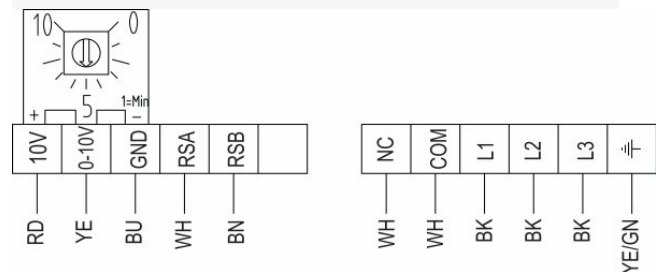 10 0
+ 5 1=Min -
10V 0-10V GND RSA RSB NC COM L1 L2 L3
RD YE BU WH BN WH WH BK BK BK YE/GN